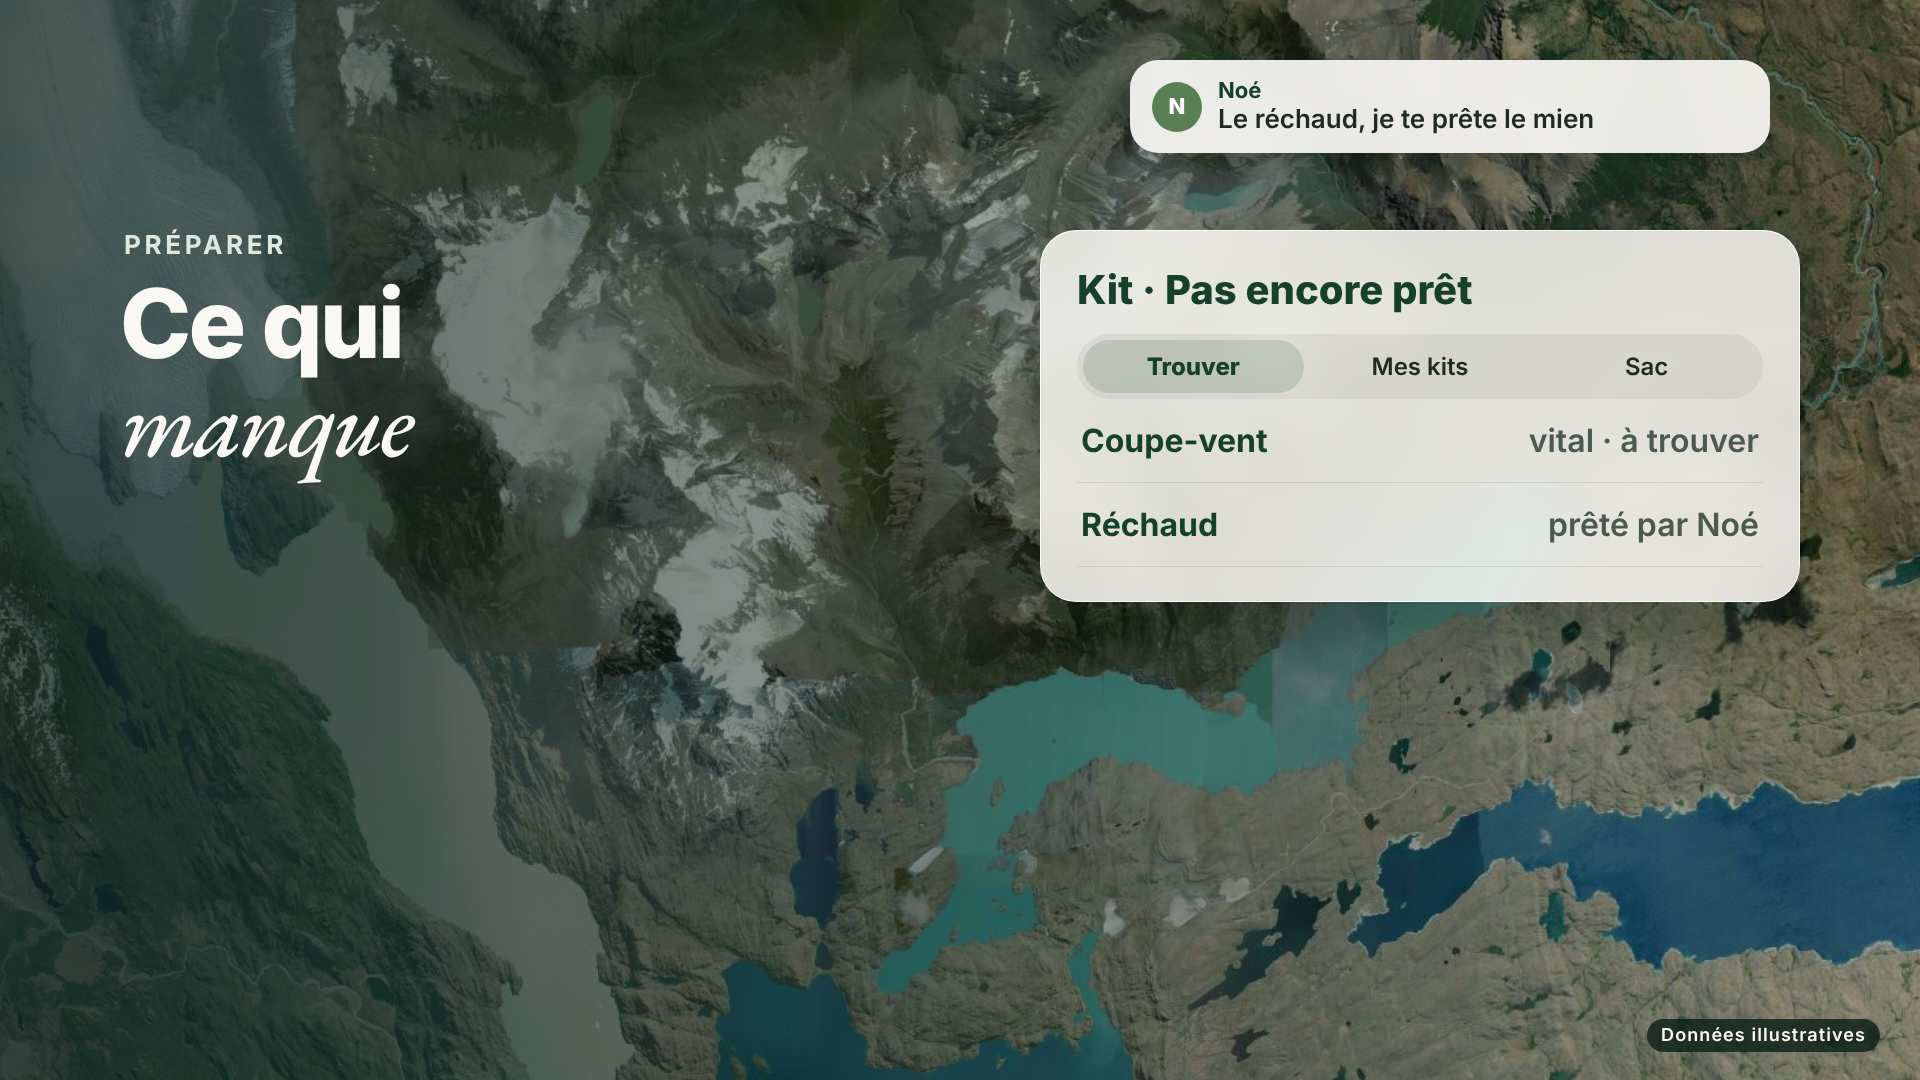 PRÉPARER
Ce qui
manque
N
Noé
Le réchaud, je te prête le mien
Kit · Pas encore prêt
Trouver
Mes kits
Sac
Coupe-vent
vital · à trouver
Réchaud
prêté par Noé
Données illustratives